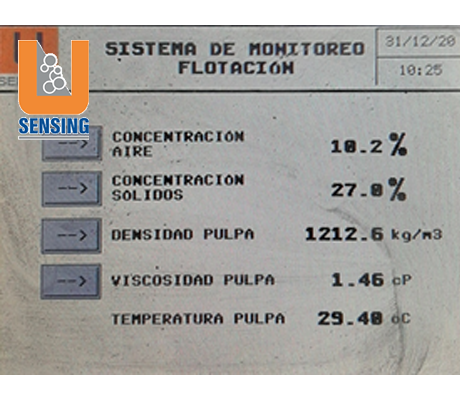 SISTEMA DE MONITOREO
FLOTACIÓN
31/12/20
10:25
U
SENSING
--> CONCENTRACION
AIRE
10.2 %
--> CONCENTRACION
SOLIDOS
27.0 %
--> DENSIDAD PULPA 1212.6 kg/m3
--> VISCOSIDAD PULPA 1.46 cP
TEMPERATURA PULPA 29.40 oC